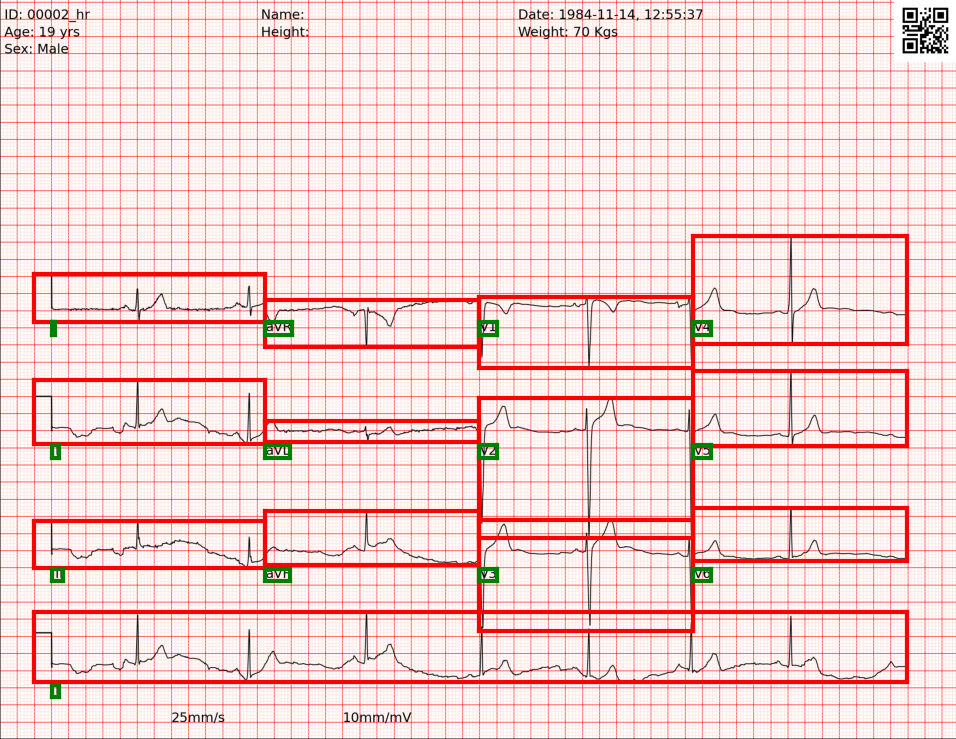 ID: 00002_hr
Age: 19 yrs
Sex: Male
Name:
Height:
Date: 1984-11-14, 12:55:37
Weight: 70 Kgs
I
aVR
V1
V4
II
aVL
V2
V5
III
aVF
V3
V6
II
25mm/s
10mm/mV